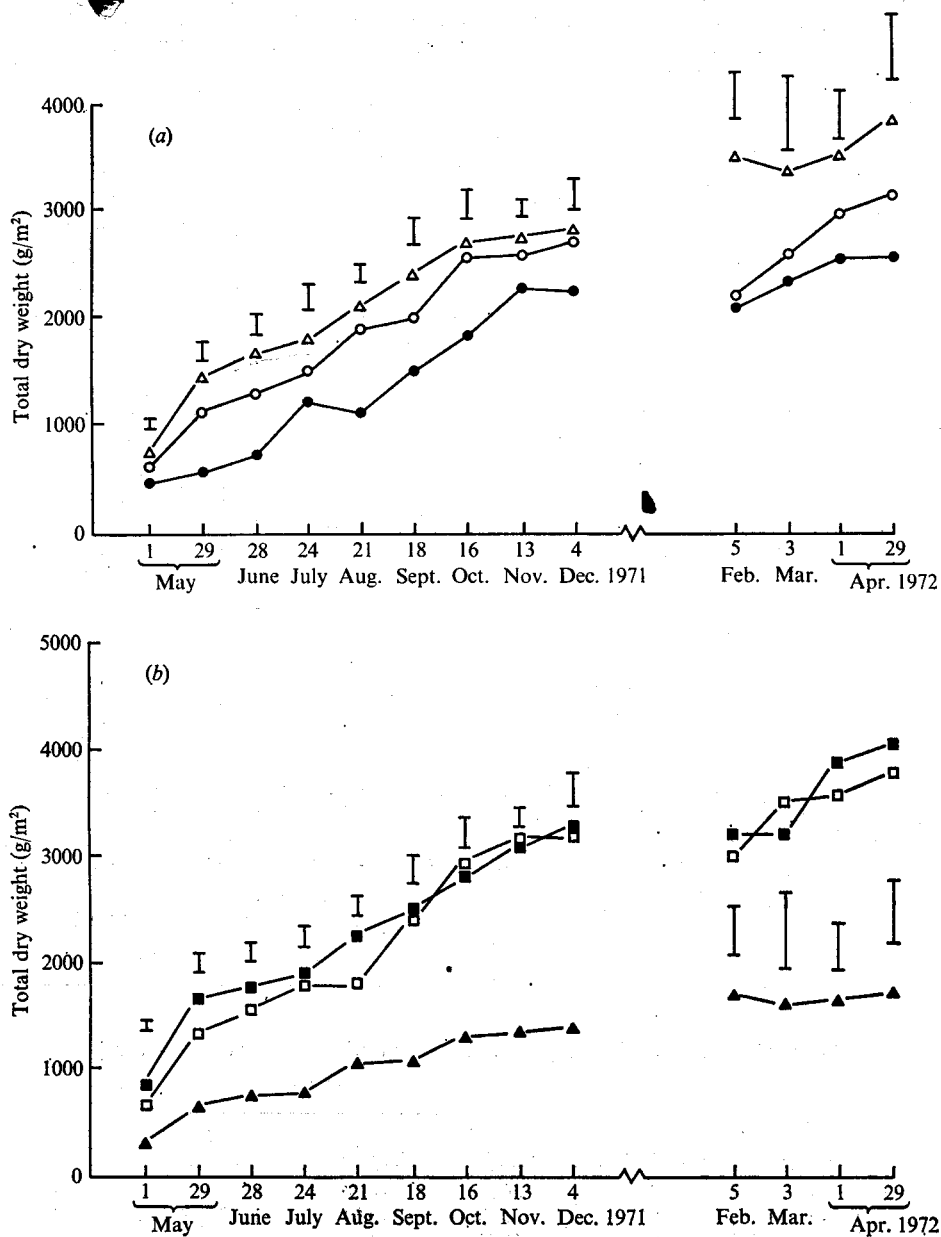 (a)
4000
3000
2000
1000
0
Total dry weight (g/m²)
1 29 28 24 21 18 16 13 4 5 3 1 29
May June July Aug. Sept. Oct. Nov. Dec. 1971 Feb. Mar. Apr. 1972
(b)
5000
4000
3000
2000
1000
0
Total dry weight (g/m²)
1 29 28 24 21 18 16 13 4 5 3 1 29
May June July Aug. Sept. Oct. Nov. Dec. 1971 Feb. Mar. Apr. 1972